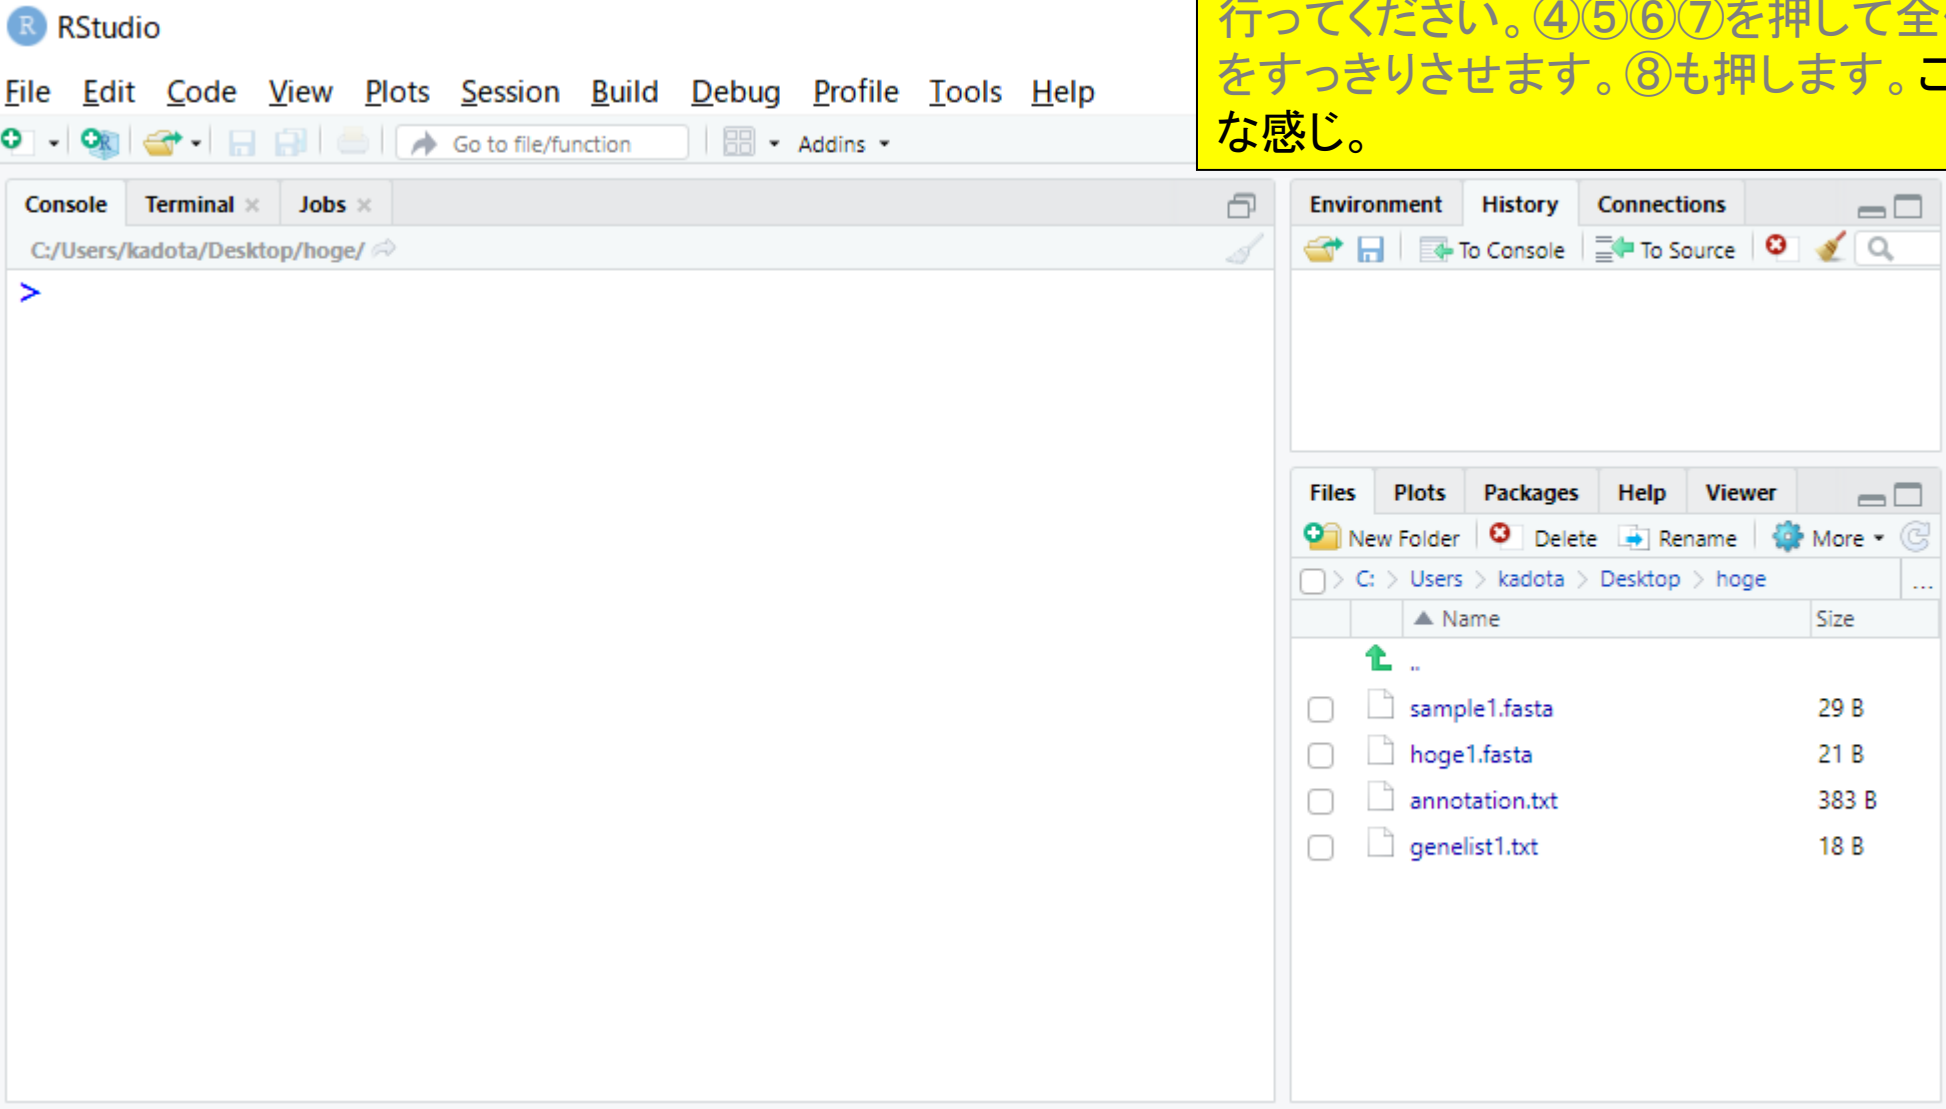 RStudio
行ってください。④⑤⑥⑦を押して全
をすっきりさせます。⑧も押します。こ
な感じ。
File Edit Code View Plots Session Build Debug Profile Tools Help
Go to file/function Addins
Console Terminal Jobs
C:/Users/kadota/Desktop/hoge/
>
Environment History Connections
To Console To Source
Files Plots Packages Help Viewer
New Folder Delete Rename More
C: > Users > kadota > Desktop > hoge ...
Name Size
..
sample1.fasta 29 B
hoge1.fasta 21 B
annotation.txt 383 B
genelist1.txt 18 B